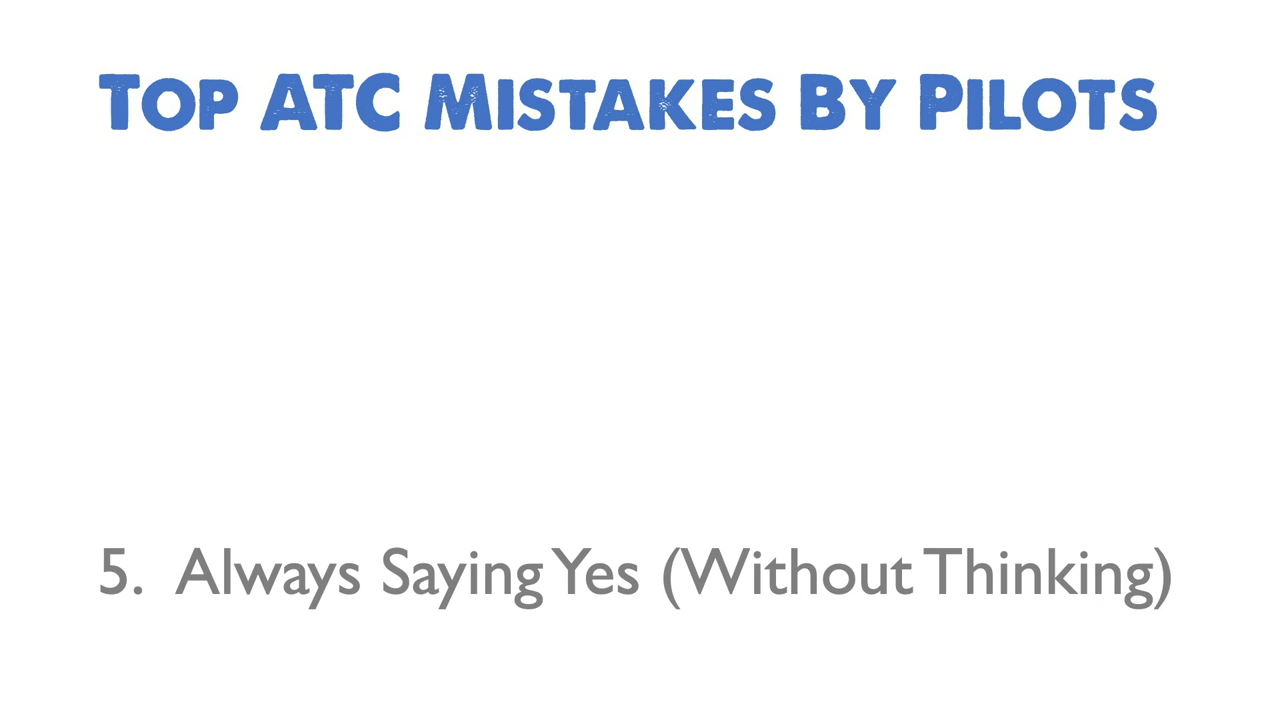 Top ATC Mistakes By Pilots
5. Always Saying Yes (Without Thinking)